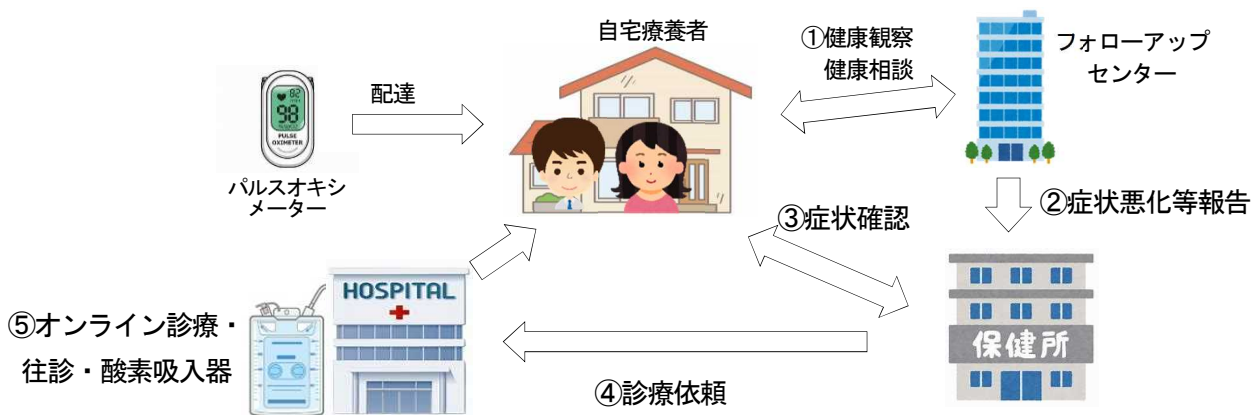 自宅療養者
①健康観察
健康相談
フォローアップ
センター
配達
82
98
PULSE
OXIMETER
パルスオキシ
メーター
②症状悪化等報告
③症状確認
HOSPITAL
⑤オンライン診療・
往診・酸素吸入器
保健所
④診療依頼